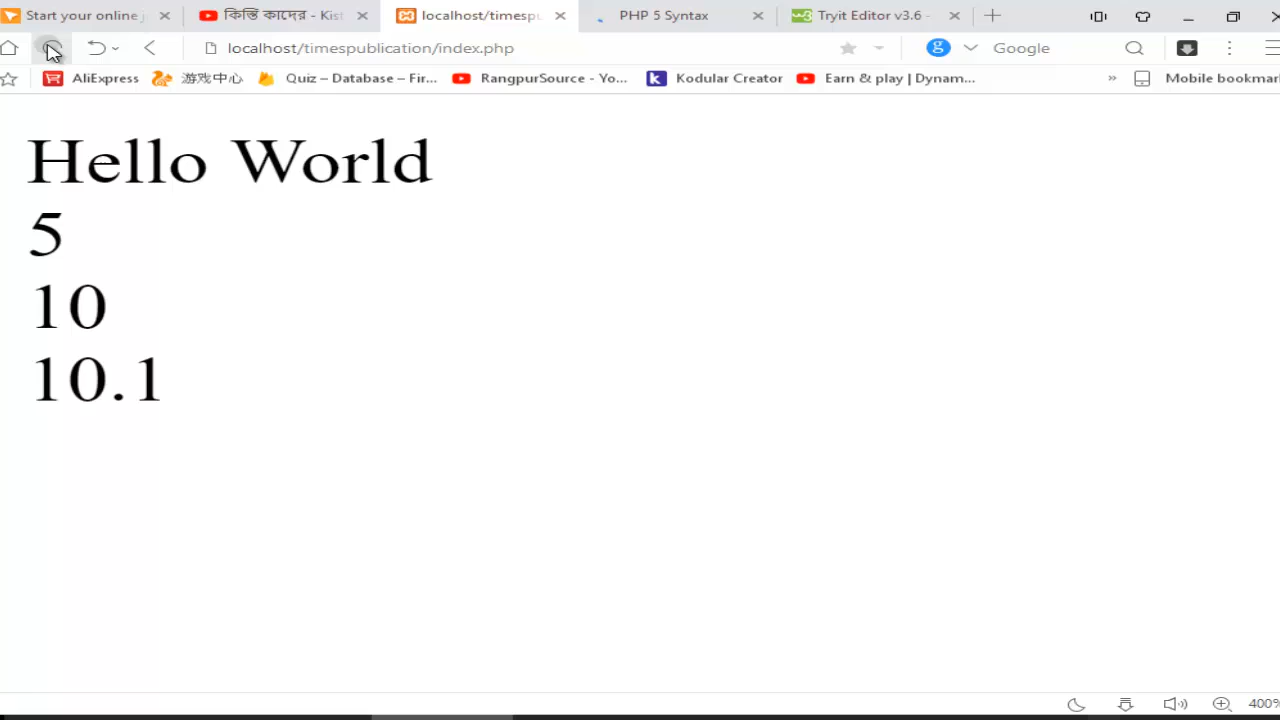 Start your online
কিস্তি কাদের - Kist
localhost/timespu
PHP 5 Syntax
Tryit Editor v3.6 -
localhost/timespublication/index.php
g
Google
AliExpress
游戏中心
Quiz – Database – Fir...
RangpurSource - Yo...
k
Kodular Creator
Earn & play | Dynam...
»
Mobile bookmar
Hello World
5
10
10.1
400%